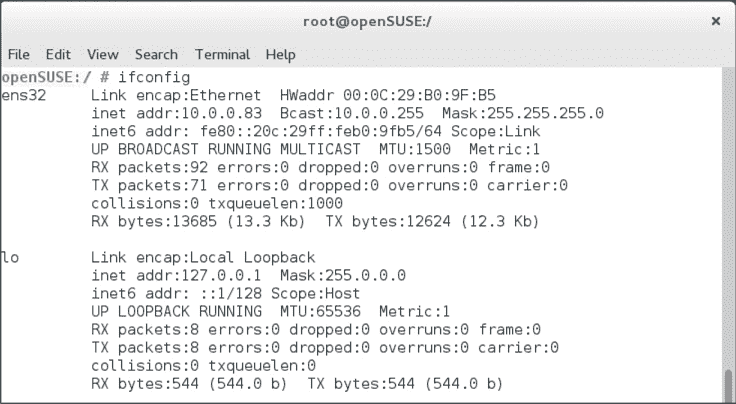 root@openSUSE:/ ×
File Edit View Search Terminal Help
openSUSE:/ # ifconfig
ens32     Link encap:Ethernet  HWaddr 00:0C:29:B0:9F:B5
          inet addr:10.0.0.83  Bcast:10.0.0.255  Mask:255.255.255.0
          inet6 addr: fe80::20c:29ff:feb0:9fb5/64 Scope:Link
          UP BROADCAST RUNNING MULTICAST  MTU:1500  Metric:1
          RX packets:92 errors:0 dropped:0 overruns:0 frame:0
          TX packets:71 errors:0 dropped:0 overruns:0 carrier:0
          collisions:0 txqueuelen:1000
          RX bytes:13685 (13.3 Kb)  TX bytes:12624 (12.3 Kb)

lo        Link encap:Local Loopback
          inet addr:127.0.0.1  Mask:255.0.0.0
          inet6 addr: ::1/128 Scope:Host
          UP LOOPBACK RUNNING  MTU:65536  Metric:1
          RX packets:8 errors:0 dropped:0 overruns:0 frame:0
          TX packets:8 errors:0 dropped:0 overruns:0 carrier:0
          collisions:0 txqueuelen:0
          RX bytes:544 (544.0 b)  TX bytes:544 (544.0 b)